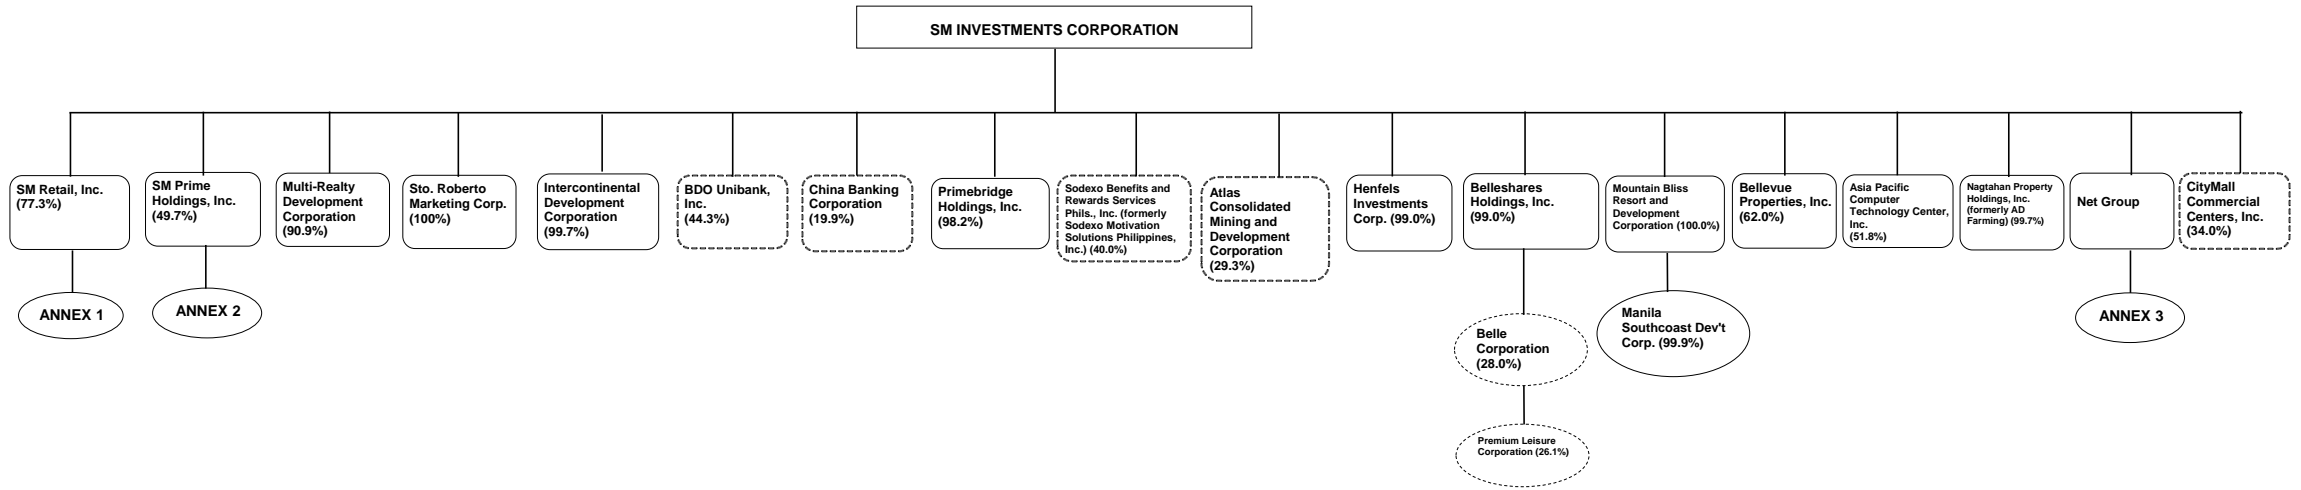 SM INVESTMENTS CORPORATION
SM Retail, Inc.
(77.3%)
SM Prime
Holdings, Inc.
(49.7%)
Multi-Realty
Development
Corporation
(90.9%)
Sto. Roberto
Marketing Corp.
(100%)
Intercontinental
Development
Corporation
(99.7%)
BDO Unibank,
Inc.
(44.3%)
China Banking
Corporation
(19.9%)
Primebridge
Holdings, Inc.
(98.2%)
Sodexo Benefits and
Rewards Services
Phils., Inc. (formerly
Sodexo Motivation
Solutions Philippines,
Inc.) (40.0%)
Atlas
Consolidated
Mining and
Development
Corporation
(29.3%)
Henfels
Investments
Corp. (99.0%)
Belleshares
Holdings, Inc.
(99.0%)
Mountain Bliss
Resort and
Development
Corporation (100.0%)
Bellevue
Properties, Inc.
(62.0%)
Asia Pacific
Computer
Technology Center,
Inc.
(51.8%)
Nagtahan Property
Holdings, Inc.
(formerly AD
Farming) (99.7%)
Net Group
CityMall
Commercial
Centers, Inc.
(34.0%)
ANNEX 1
ANNEX 2
Belle
Corporation
(28.0%)
Manila
Southcoast Dev't
Corp. (99.9%)
ANNEX 3
Premium Leisure
Corporation (26.1%)